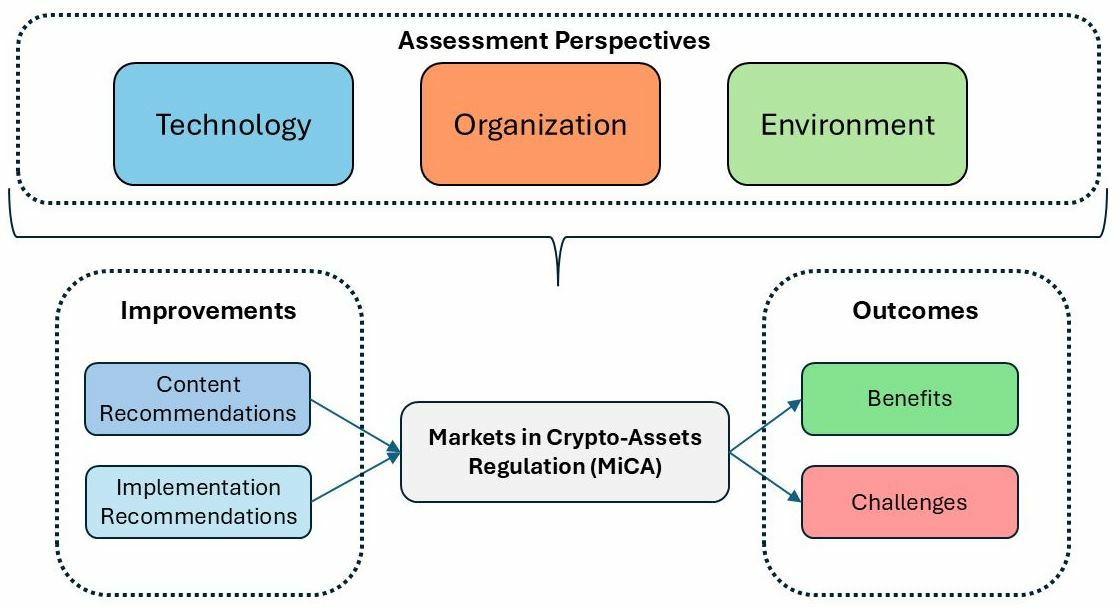 Assessment Perspectives
Technology
Organization
Environment
Improvements
Content
Recommendations
Implementation
Recommendations
Markets in Crypto-Assets
Regulation (MiCA)
Outcomes
Benefits
Challenges